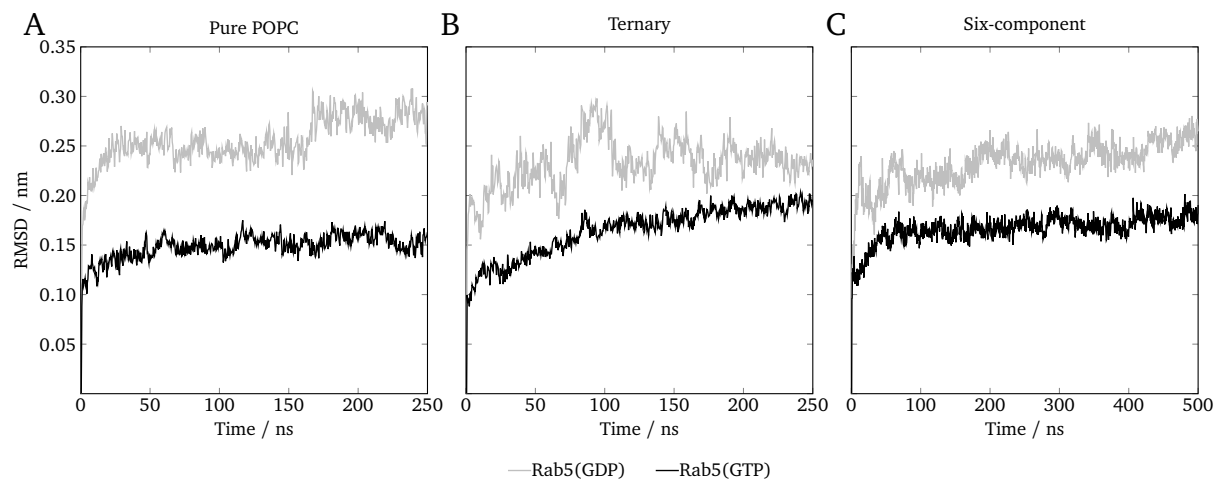 A Pure POPC
B Ternary
C Six-component
RMSD / nm
0.35
0.30
0.25
0.20
0.15
0.10
0.05
0 50 100 150 200 250
Time / ns
0 50 100 150 200 250
Time / ns
0 100 200 300 400 500
Time / ns
Rab5(GDP) Rab5(GTP)